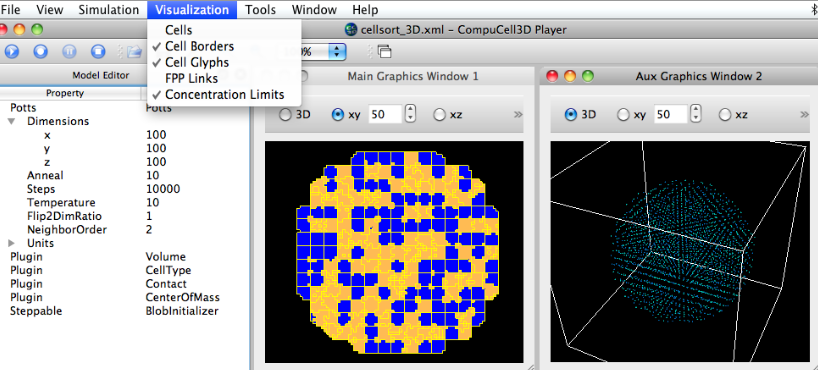 File View Simulation Visualization Tools Window Help
Cells
Cell Borders
Cell Glyphs
FPP Links
Concentration Limits
cellsort_3D.xml - CompuCell3D Player
Model Editor
Property
Potts Potts
Dimensions
x 100
y 100
z 100
Anneal 10
Steps 10000
Temperature 10
Flip2DimRatio 1
NeighborOrder 2
Units
Plugin Volume
Plugin CellType
Plugin Contact
Plugin CenterOfMass
Steppable BlobInitializer
Main Graphics Window 1
3D xy 50 xz »
Aux Graphics Window 2
3D xy 50 xz »